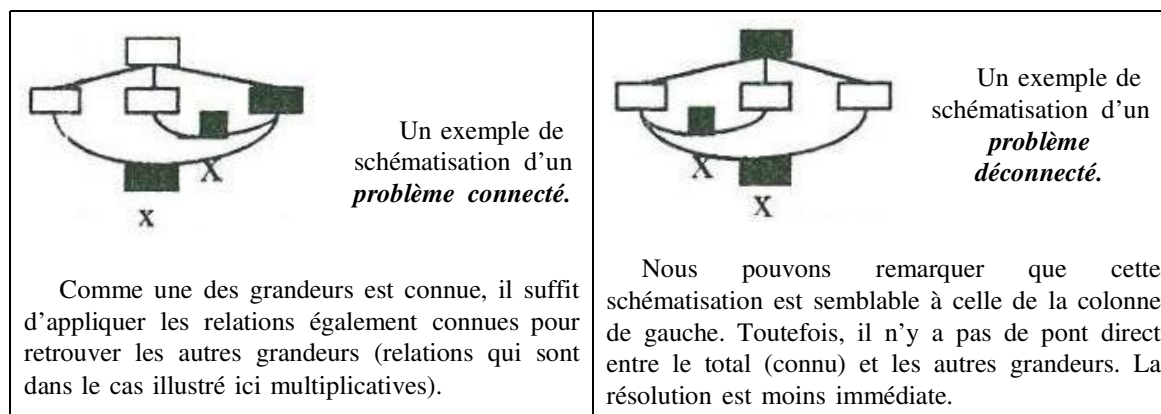 Un exemple de
schématisation d'un
problème connecté.
X
x
Comme une des grandeurs est connue, il suffit
d'appliquer les relations également connues pour
retrouver les autres grandeurs (relations qui sont
dans le cas illustré ici multiplicatives).
Un exemple de
schématisation d'un
problème
déconnecté.
X
X
Nous pouvons remarquer que cette
schématisation est semblable à celle de la colonne
de gauche. Toutefois, il n'y a pas de pont direct
entre le total (connu) et les autres grandeurs. La
résolution est moins immédiate.